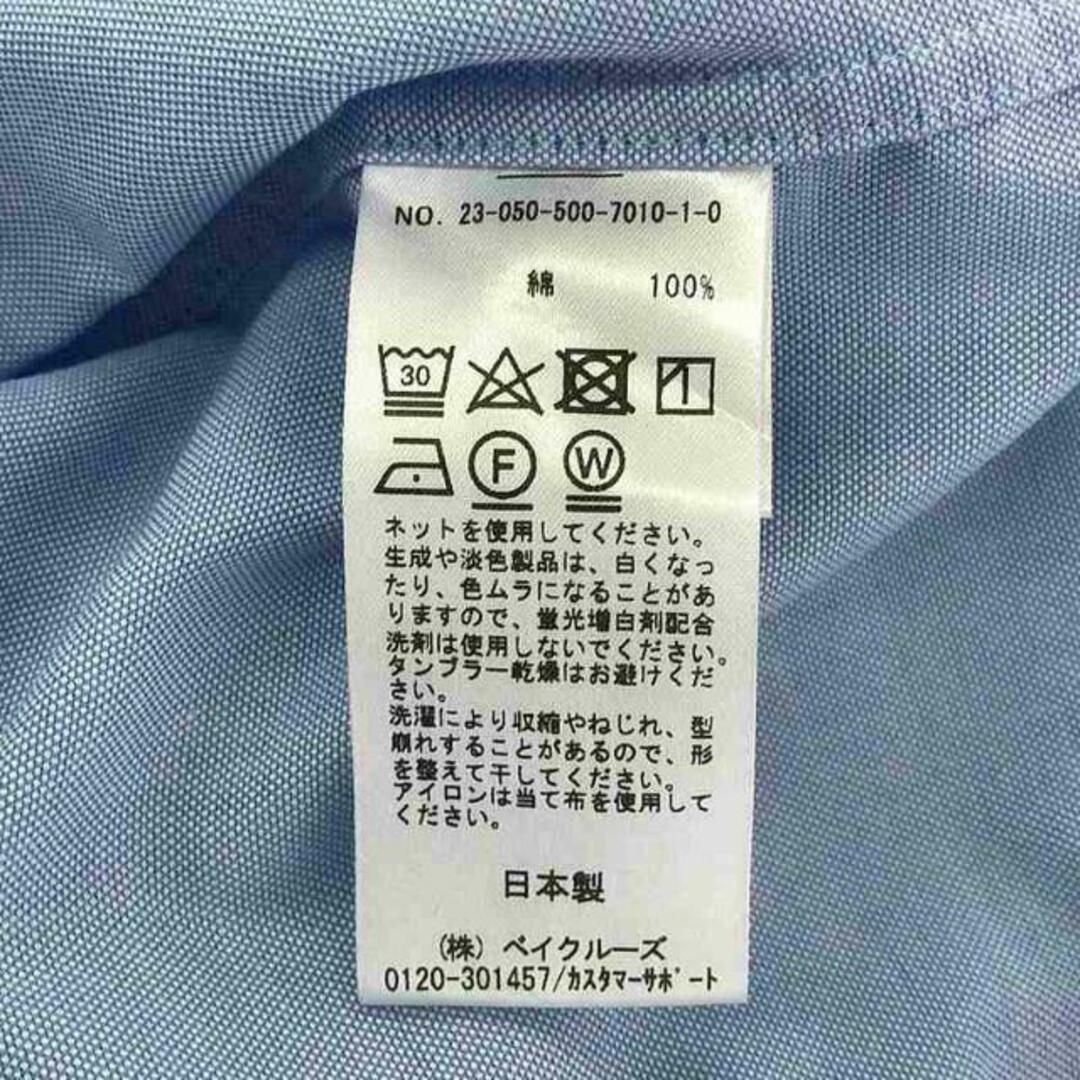 NO. 23-050-500-7010-1-0
綿 100%
30
F W
ネットを使用してください。
生成や淡色製品は、白くなっ
たり、色ムラになることがあ
りますので、蛍光増白剤配合
洗剤は使用しないでください。
タンブラー乾燥はお避けくだ
さい。
洗濯により収縮やねじれ、型
崩れすることがあるので、形
を整えて干してください。
アイロンは当て布を使用して
ください。
日本製
(株) ベイクルーズ
0120-301457/ｶｽﾀﾏｰｻﾎﾟｰﾄ